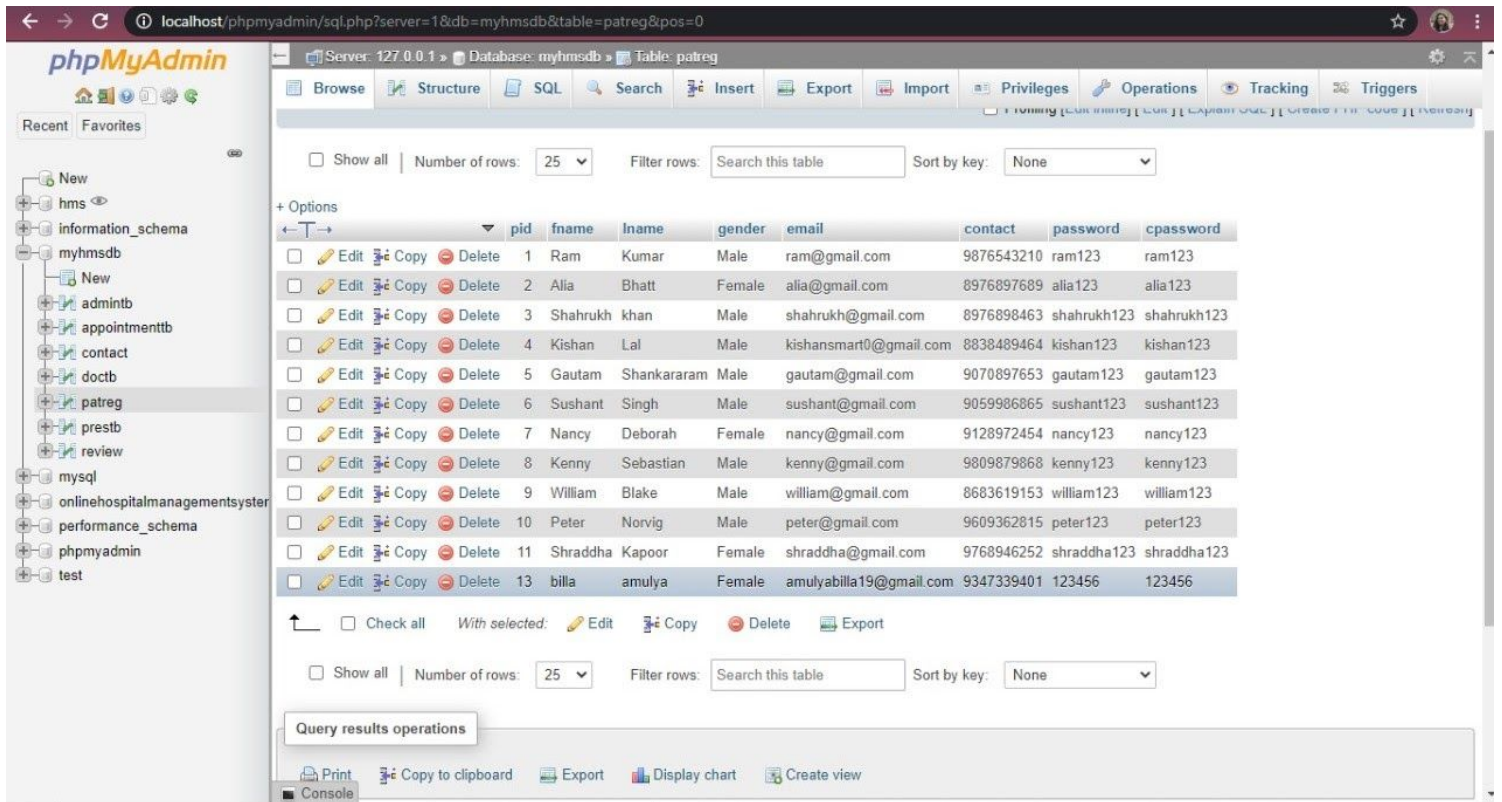 localhost/phpmyadmin/sql.php?server=1&db=myhmsdb&table=patreg&pos=0
phpMyAdmin
Recent Favorites
New
hms
information_schema
myhmsdb
New
admintb
appointmenttb
contact
doctb
patreg
prestb
review
mysql
onlinehospitalmanagementsyster
performance_schema
phpmyadmin
test
Server: 127.0.0.1 » Database: myhmsdb » Table: patreg
Browse Structure SQL Search Insert Export Import Privileges Operations Tracking Triggers
Profiling [Edit inline] [ Edit ] [ Explain SQL ] [ Create PHP code ] [ Refresh]
Show all | Number of rows: 25 Filter rows: Search this table Sort by key: None
+ Options
←T→ pid fname lname gender email contact password cpassword
Edit Copy Delete 1 Ram Kumar Male ram@gmail.com 9876543210 ram123 ram123
Edit Copy Delete 2 Alia Bhatt Female alia@gmail.com 8976897689 alia123 alia123
Edit Copy Delete 3 Shahrukh khan Male shahrukh@gmail.com 8976898463 shahrukh123 shahrukh123
Edit Copy Delete 4 Kishan Lal Male kishansmart0@gmail.com 8838489464 kishan123 kishan123
Edit Copy Delete 5 Gautam Shankararam Male gautam@gmail.com 9070897653 gautam123 gautam123
Edit Copy Delete 6 Sushant Singh Male sushant@gmail.com 9059986865 sushant123 sushant123
Edit Copy Delete 7 Nancy Deborah Female nancy@gmail.com 9128972454 nancy123 nancy123
Edit Copy Delete 8 Kenny Sebastian Male kenny@gmail.com 9809879868 kenny123 kenny123
Edit Copy Delete 9 William Blake Male william@gmail.com 8683619153 william123 william123
Edit Copy Delete 10 Peter Norvig Male peter@gmail.com 9609362815 peter123 peter123
Edit Copy Delete 11 Shraddha Kapoor Female shraddha@gmail.com 9768946252 shraddha123 shraddha123
Edit Copy Delete 13 billa amulya Female amulyabilla19@gmail.com 9347339401 123456 123456
Check all With selected: Edit Copy Delete Export
Show all | Number of rows: 25 Filter rows: Search this table Sort by key: None
Query results operations
Print Copy to clipboard Export Display chart Create view
Console